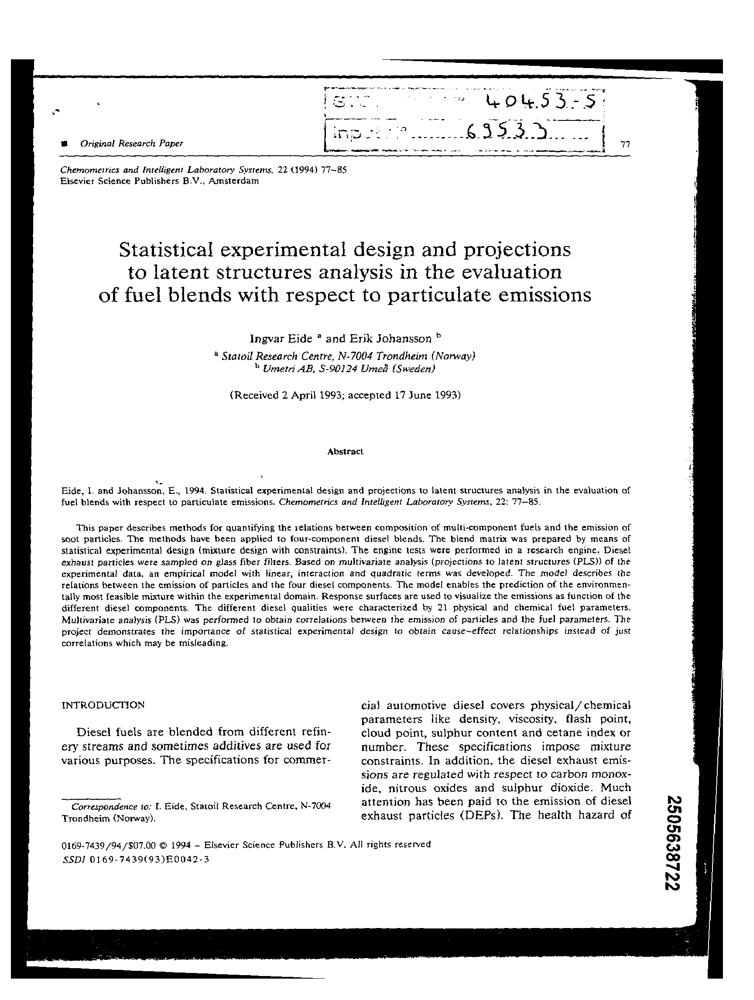 40453-5
69533
■ Original Research Paper
77
Chemometrics and Intelligent Laboratory Systems, 22 (1994) 77–85
Elsevier Science Publishers B.V., Amsterdam
Statistical experimental design and projections
to latent structures analysis in the evaluation
of fuel blends with respect to particulate emissions
Ingvar Eide a and Erik Johansson b
a Statoil Research Centre, N-7004 Trondheim (Norway)
b Umetri AB, S-90124 Umeå (Sweden)
(Received 2 April 1993; accepted 17 June 1993)
Abstract
Eide, I. and Johansson, E., 1994. Statistical experimental design and projections to latent structures analysis in the evaluation of
fuel blends with respect to particulate emissions. Chemometrics and Intelligent Laboratory Systems, 22: 77–85.
This paper describes methods for quantifying the relations between composition of multi-component fuels and the emission of
soot particles. The methods have been applied to four-component diesel blends. The blend matrix was prepared by means of
statistical experimental design (mixture design with constraints). The engine tests were performed in a research engine. Diesel
exhaust particles were sampled on glass fiber filters. Based on multivariate analysis (projections to latent structures (PLS)) of the
experimental data, an empirical model with linear, interaction and quadratic terms was developed. The model describes the
relations between the emission of particles and the four diesel components. The model enables the prediction of the environmen-
tally most feasible mixture within the experimental domain. Response surfaces are used to visualize the emissions as function of the
different diesel components. The different diesel qualities were characterized by 21 physical and chemical fuel parameters.
Multivariate analysis (PLS) was performed to obtain correlations between the emission of particles and the fuel parameters. The
project demonstrates the importance of statistical experimental design to obtain cause–effect relationships instead of just
correlations which may be misleading.
INTRODUCTION
Diesel fuels are blended from different refin-
ery streams and sometimes additives are used for
various purposes. The specifications for commer-
Correspondence to: I. Eide, Statoil Research Centre, N-7004
Trondheim (Norway).
cial automotive diesel covers physical/chemical
parameters like density, viscosity, flash point,
cloud point, sulphur content and cetane index or
number. These specifications impose mixture
constraints. In addition, the diesel exhaust emis-
sions are regulated with respect to carbon monox-
ide, nitrous oxides and sulphur dioxide. Much
attention has been paid to the emission of diesel
exhaust particles (DEPs). The health hazard of
0169-7439/94/$07.00 © 1994 – Elsevier Science Publishers B.V. All rights reserved
SSDI 0169-7439(93)E0042-3
2505638722